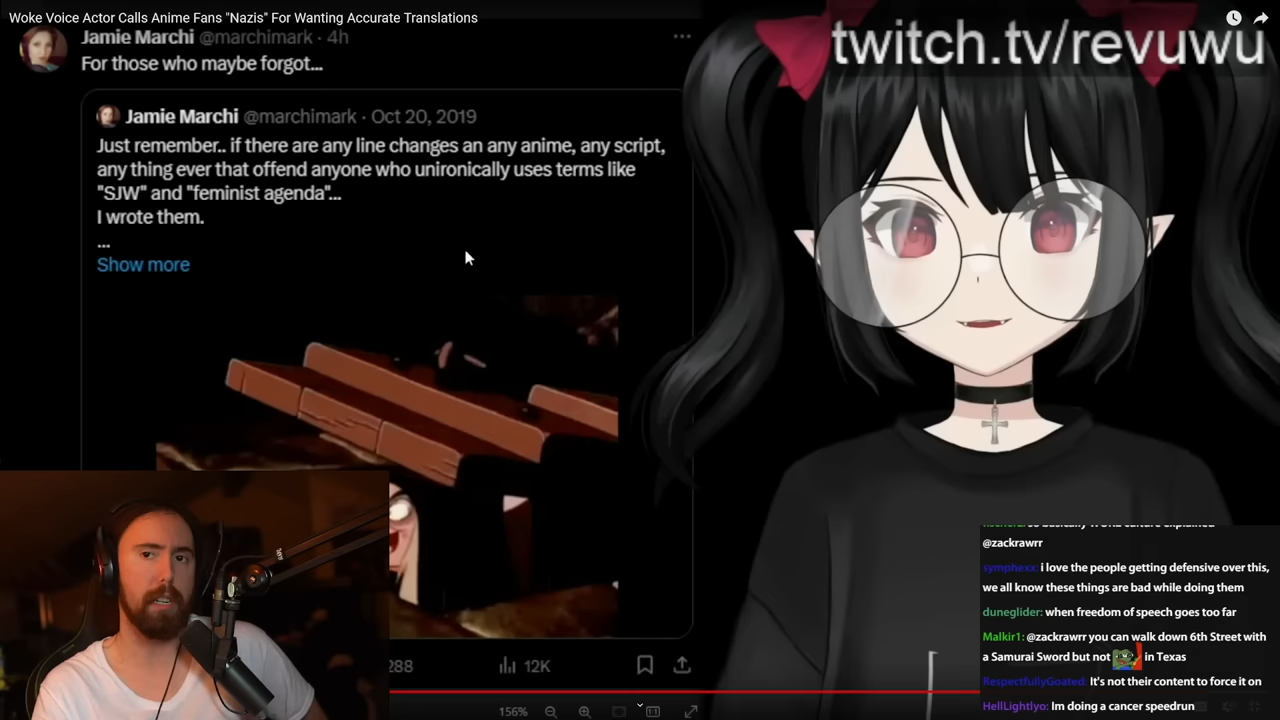 Woke Voice Actor Calls Anime Fans "Nazis" For Wanting Accurate Translations
twitch.tv/revuwu
Jamie Marchi @marchimark · 4h
For those who maybe forgot...
Jamie Marchi @marchimark · Oct 20, 2019
Just remember.. if there are any line changes an any anime, any script,
any thing ever that offend anyone who unironically uses terms like
"SJW" and "feminist agenda"...
I wrote them.
...
Show more
288
12K
@zackrawrr
symphexx: i love the people getting defensive over this,
we all know these things are bad while doing them
duneglider: when freedom of speech goes too far
Malkir1: @zackrawrr you can walk down 6th Street with
a Samurai Sword but not in Texas
RespectfullyGoated: It's not their content to force it on
HellLightlyo: Im doing a cancer speedrun
156%
1:1